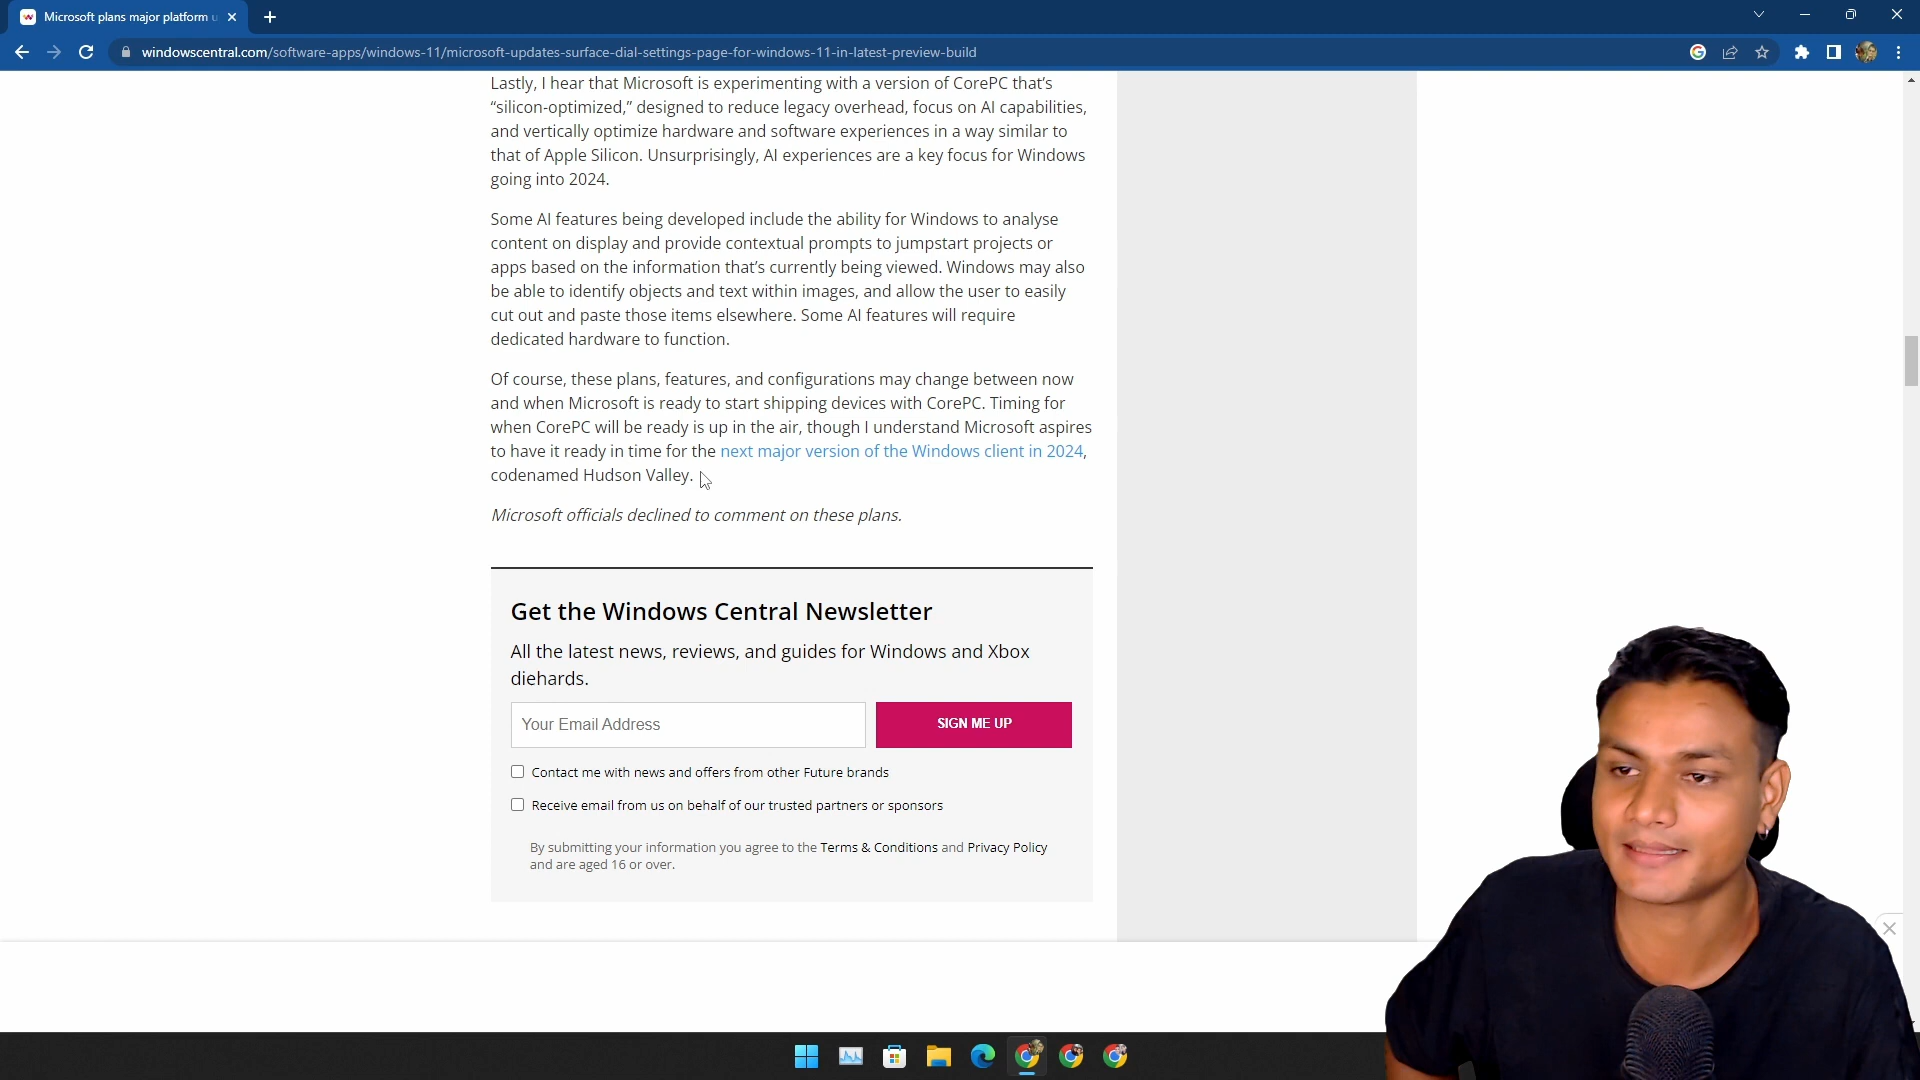 Microsoft plans major platform u
windowscentral.com/software-apps/windows-11/microsoft-updates-surface-dial-settings-page-for-windows-11-in-latest-preview-build
Lastly, I hear that Microsoft is experimenting with a version of CorePC that’s
“silicon-optimized,” designed to reduce legacy overhead, focus on AI capabilities,
and vertically optimize hardware and software experiences in a way similar to
that of Apple Silicon. Unsurprisingly, AI experiences are a key focus for Windows
going into 2024.
Some AI features being developed include the ability for Windows to analyse
content on display and provide contextual prompts to jumpstart projects or
apps based on the information that’s currently being viewed. Windows may also
be able to identify objects and text within images, and allow the user to easily
cut out and paste those items elsewhere. Some AI features will require
dedicated hardware to function.
Of course, these plans, features, and configurations may change between now
and when Microsoft is ready to start shipping devices with CorePC. Timing for
when CorePC will be ready is up in the air, though I understand Microsoft aspires
to have it ready in time for the next major version of the Windows client in 2024,
codenamed Hudson Valley.
Microsoft officials declined to comment on these plans.
Get the Windows Central Newsletter
All the latest news, reviews, and guides for Windows and Xbox
diehards.
Your Email Address
SIGN ME UP
Contact me with news and offers from other Future brands
Receive email from us on behalf of our trusted partners or sponsors
By submitting your information you agree to the Terms & Conditions and Privacy Policy
and are aged 16 or over.